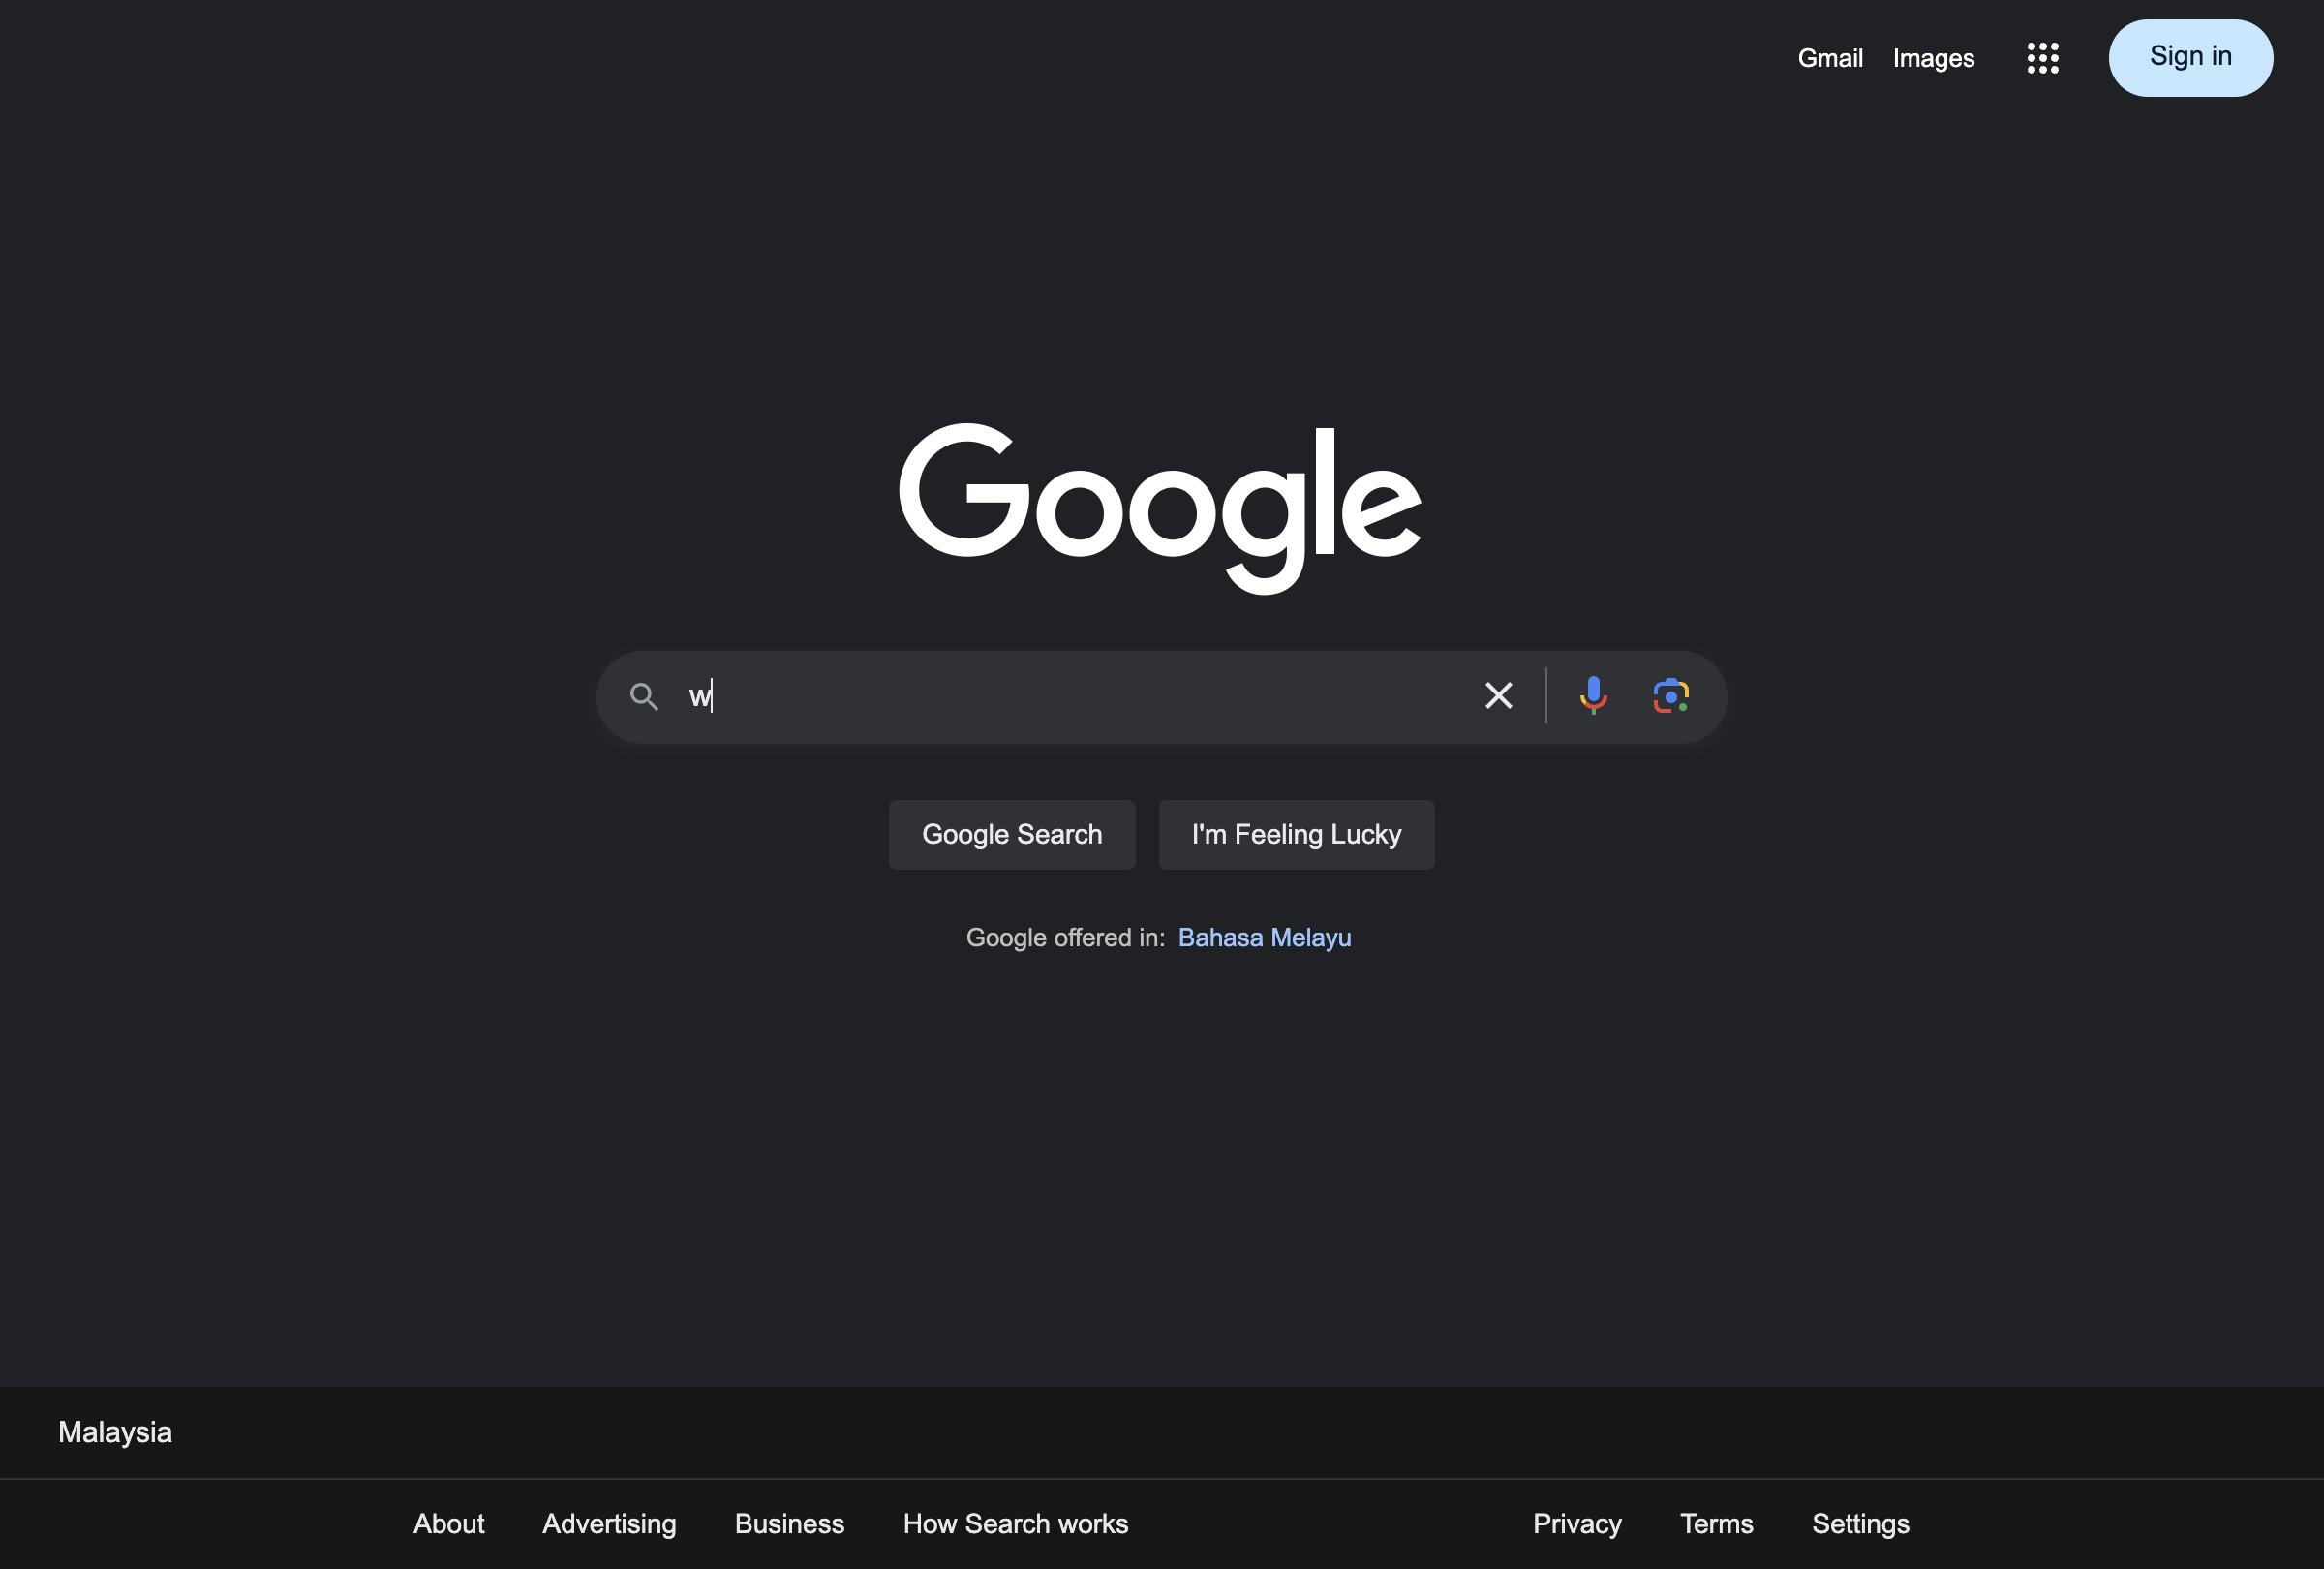 Gmail Images Sign in
Google
w
Google Search I'm Feeling Lucky
Google offered in: Bahasa Melayu
Malaysia
About Advertising Business How Search works Privacy Terms Settings